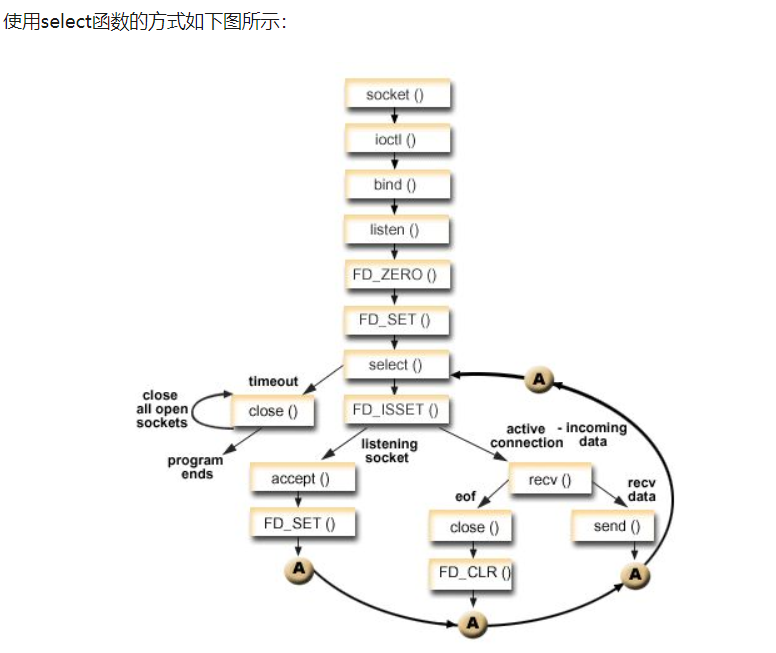 使用select函数的方式如下图所示：
socket ()
ioctl ()
bind ()
listen ()
FD_ZERO ()
FD_SET ()
select ()
A
timeout
close
all open
sockets
close ()
FD_ISSET ()
program
ends
listening
socket
active
connection
- incoming
data
accept ()
recv ()
eof
recv
data
FD_SET ()
close ()
send ()
A
FD_CLR ()
A
A